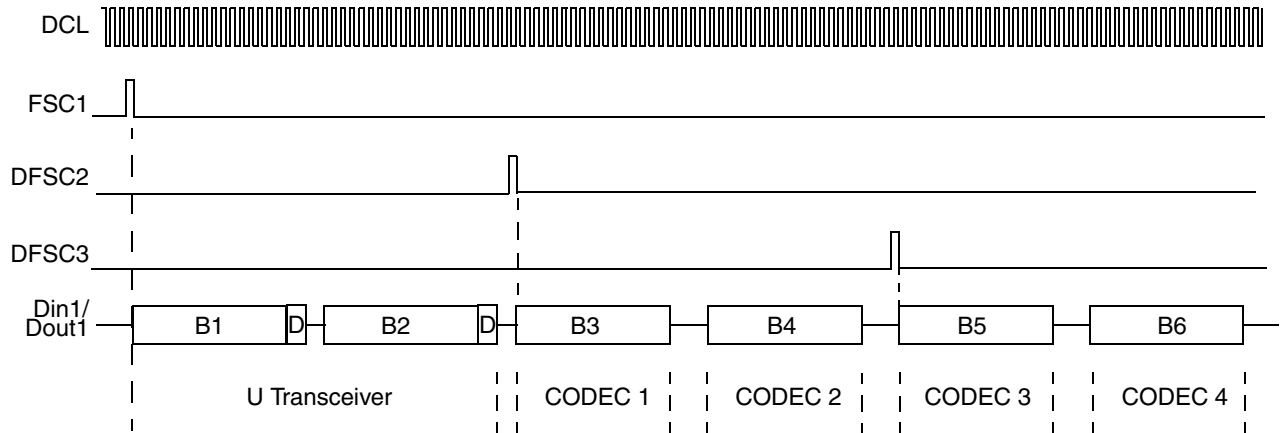 DCL
FSC1
DFSC2
DFSC3
Din1/
Dout1
B1 D B2 D B3 B4 B5 B6
U Transceiver CODEC 1 CODEC 2 CODEC 3 CODEC 4